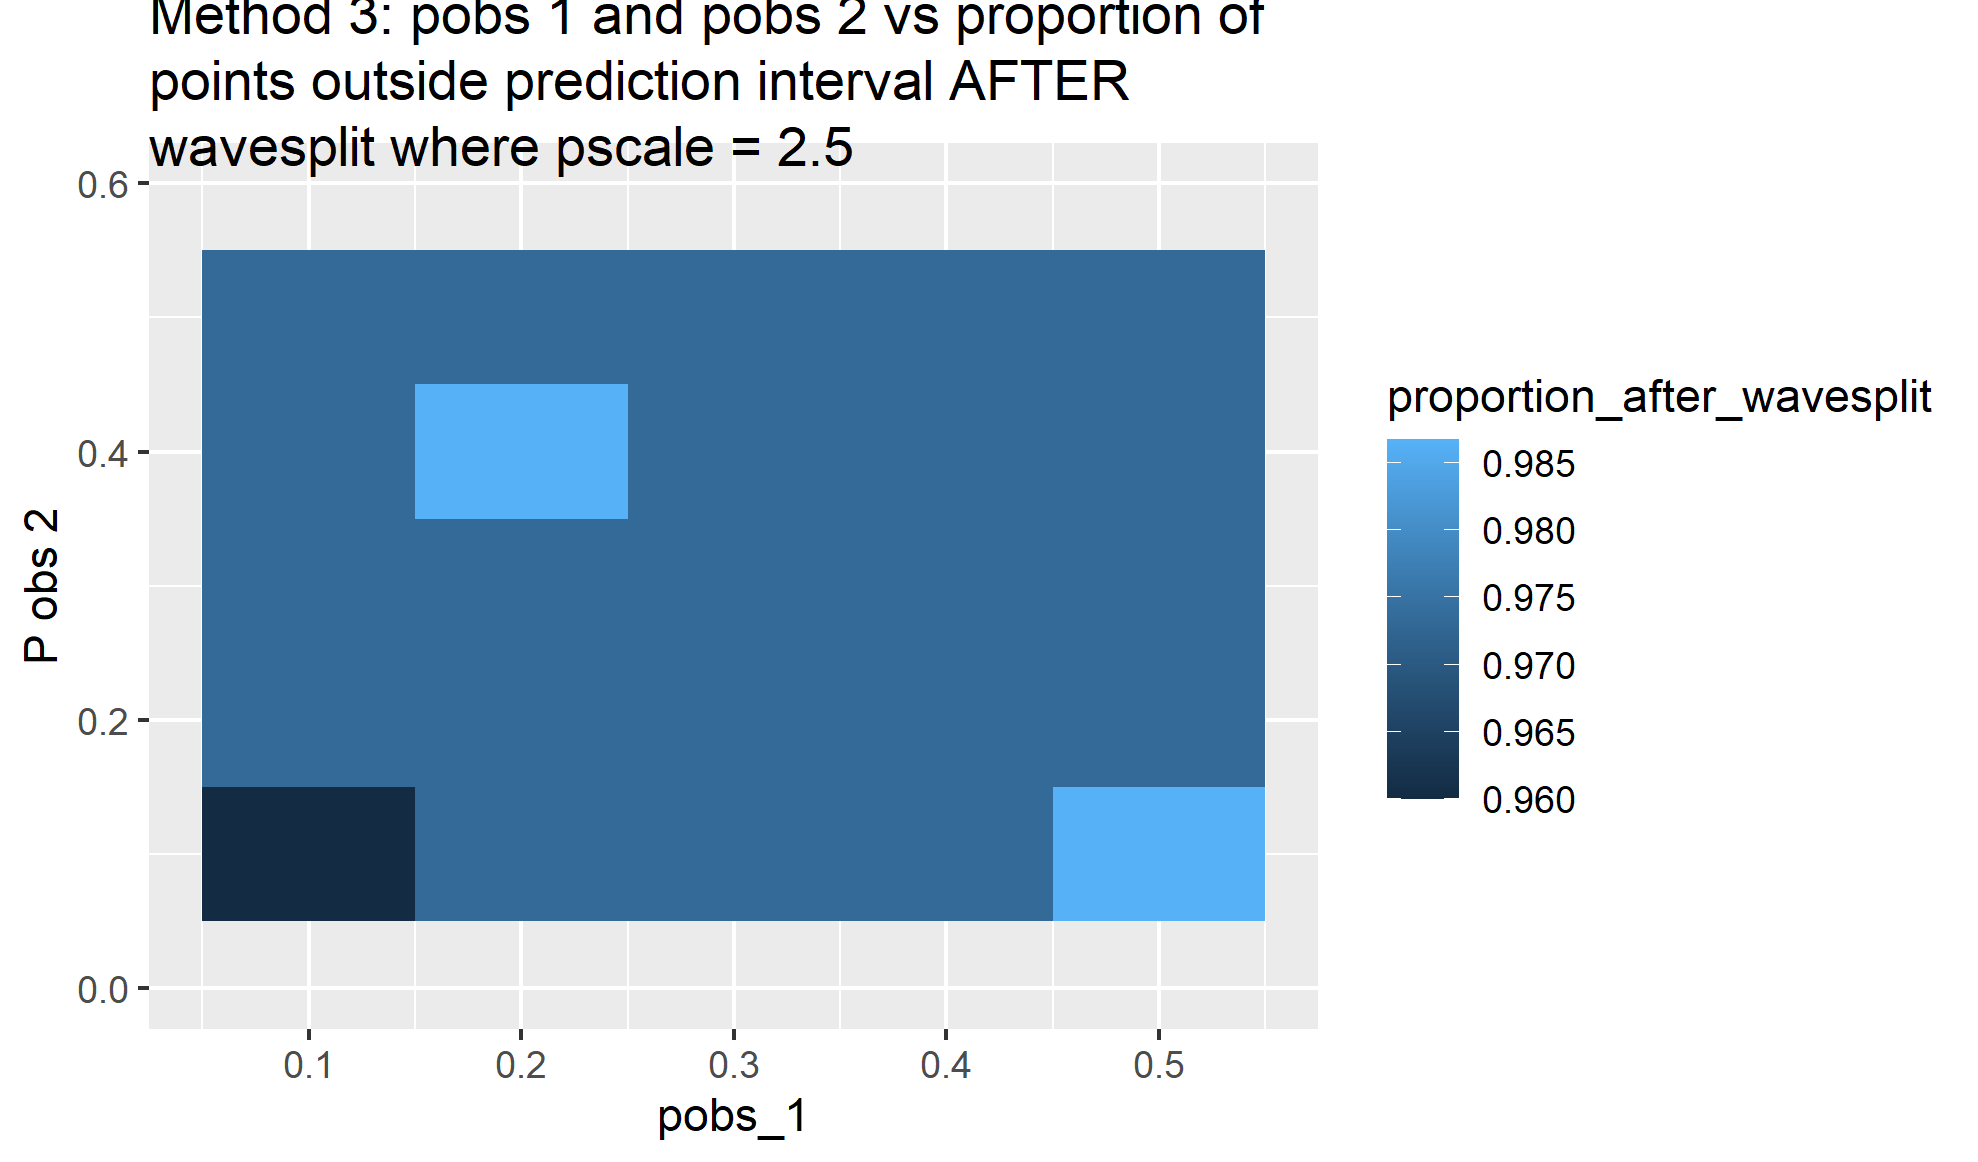 Method 3: pobs 1 and pobs 2 vs proportion of
points outside prediction interval AFTER
wavesplit where pscale = 2.5
0.6
0.4
0.2
0.0
P obs 2
0.1
0.2
0.3
0.4
0.5
pobs_1
proportion_after_wavesplit
0.985
0.980
0.975
0.970
0.965
0.960